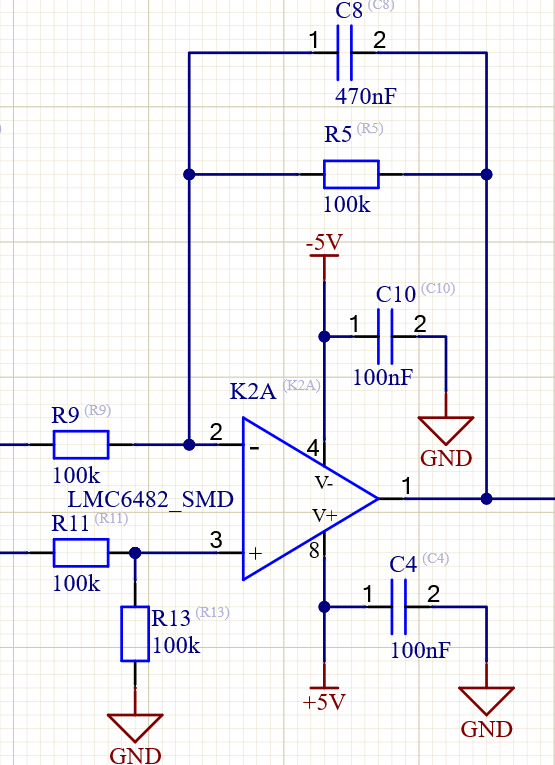 C8 (C8)
1 2
470nF
R5 (R5)
100k
-5V
C10 (C10)
1 2
100nF
GND
K2A (K2A)
R9 (R9)
2
-
4
100k
V-
1
LMC6482_SMD
V+
R11 (R11)
3
+
8
100k
C4 (C4)
1 2
100nF
R13 (R13)
100k
+5V
GND
GND
)